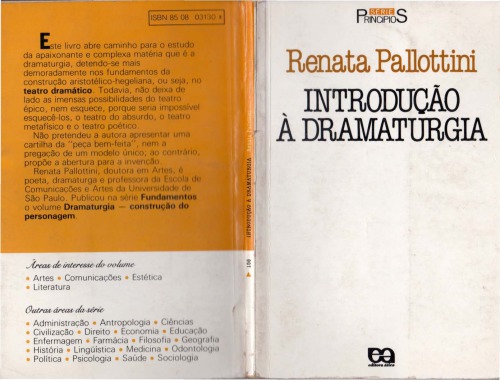 ISBN 85 08 03130 4
Este livro abre caminho para o estudo
da apaixonante e complexa matéria que é a
dramaturgia, detendo-se mais
demoradamente nos fundamentos da
construção aristotélico-hegeliana, ou seja, no
teatro dramático. Todavia, não deixa de
lado as imensas possibilidades do teatro
épico, nem esquece, porque seria impossível
esquecê-los, o teatro do absurdo, o teatro
metafísico e o teatro poético.
Não pretendeu a autora apresentar uma
cartilha da "peça bem-feita", nem a
pregação de um modelo único; ao contrário,
propõe a abertura para a invenção.
Renata Pallottini, doutora em Artes, é
poeta, dramaturga e professora da Escola de
Comunicações e Artes da Universidade de
São Paulo. Publicou na série Fundamentos
o volume Dramaturgia — construção do
personagem.
Áreas de interesse do volume
• Artes • Comunicações • Estética
• Literatura
Outras áreas da série
• Administração • Antropologia • Ciências
• Civilização • Direito • Economia • Educação
• Enfermagem • Farmácia • Filosofia • Geografia
• História • Lingüística • Medicina • Odontologia
• Política • Psicologia • Saúde • Sociologia
100 INTRODUÇÃO À DRAMATURGIA
SÉRIE
PRINCÍPIOS
Renata Pallottini
INTRODUÇÃO
À DRAMATURGIA
editora ática